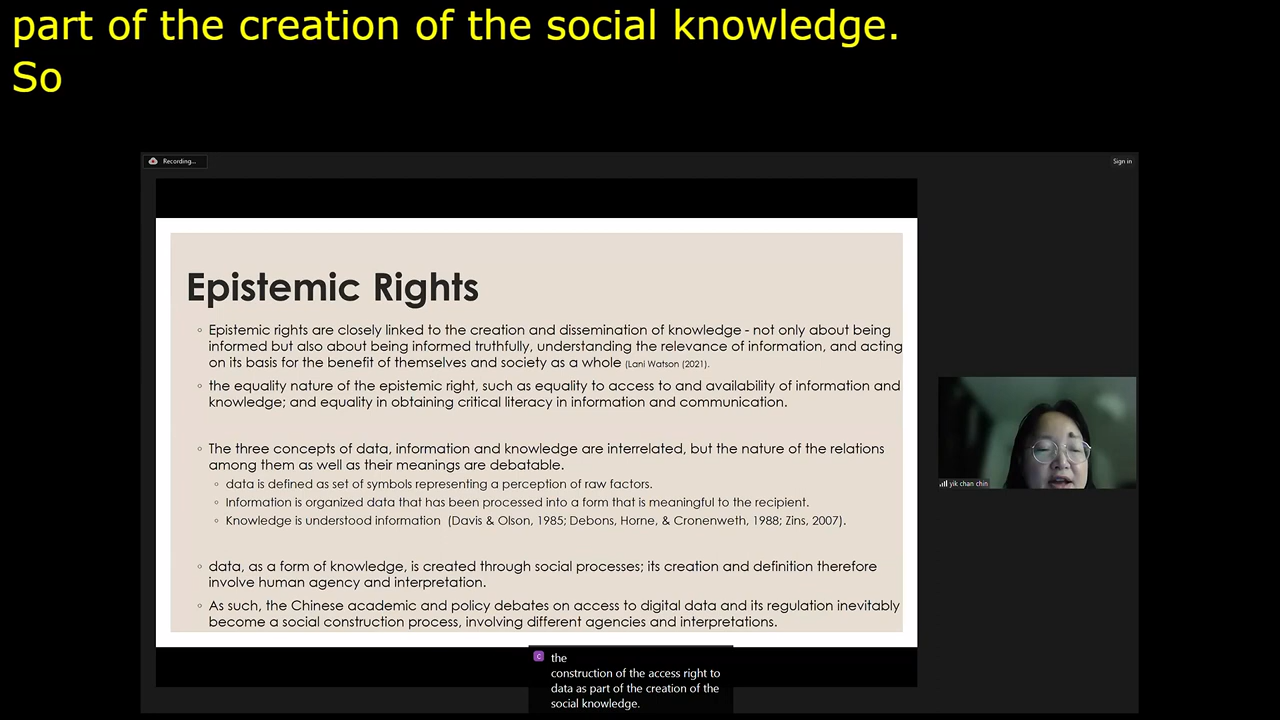 part of the creation of the social knowledge.
So
Recording...
Sign in
Epistemic Rights
◦ Epistemic rights are closely linked to the creation and dissemination of knowledge - not only about being
informed but also about being informed truthfully, understanding the relevance of information, and acting
on its basis for the benefit of themselves and society as a whole (Lani Watson (2021).
◦ the equality nature of the epistemic right, such as equality to access to and availability of information and
knowledge; and equality in obtaining critical literacy in information and communication.
◦ The three concepts of data, information and knowledge are interrelated, but the nature of the relations
among them as well as their meanings are debatable.
◦ data is defined as set of symbols representing a perception of raw factors.
◦ Information is organized data that has been processed into a form that is meaningful to the recipient.
◦ Knowledge is understood information (Davis & Olson, 1985; Debons, Horne, & Cronenweth, 1988; Zins, 2007).
◦ data, as a form of knowledge, is created through social processes; its creation and definition therefore
involve human agency and interpretation.
◦ As such, the Chinese academic and policy debates on access to digital data and its regulation inevitably
become a social construction process, involving different agencies and interpretations.
yik chan chin
C the
construction of the access right to
data as part of the creation of the
social knowledge.